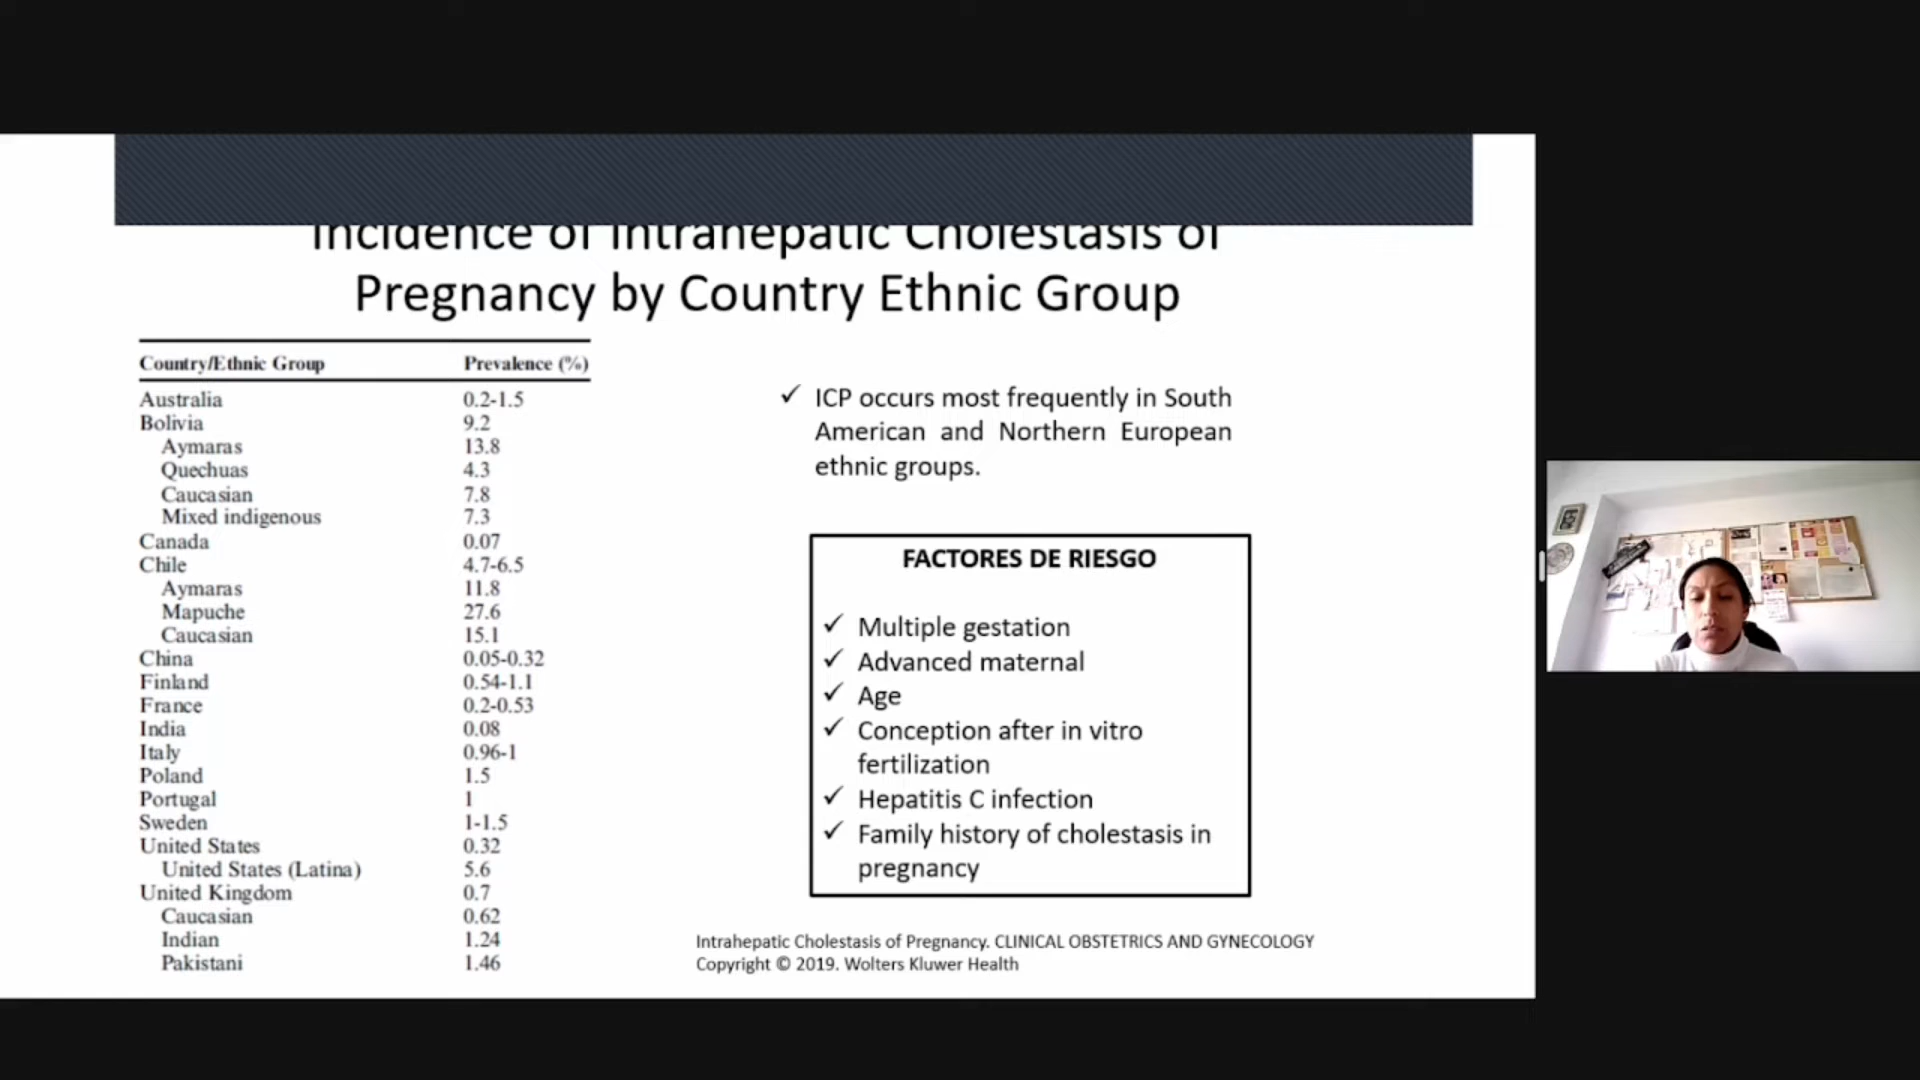 Incidence of Intrahepatic Cholestasis of
Pregnancy by Country Ethnic Group
Country/Ethnic Group Prevalence (%)
Australia 0.2-1.5
Bolivia 9.2
Aymaras 13.8
Quechuas 4.3
Caucasian 7.8
Mixed indigenous 7.3
Canada 0.07
Chile 4.7-6.5
Aymaras 11.8
Mapuche 27.6
Caucasian 15.1
China 0.05-0.32
Finland 0.54-1.1
France 0.2-0.53
India 0.08
Italy 0.96-1
Poland 1.5
Portugal 1
Sweden 1-1.5
United States 0.32
United States (Latina) 5.6
United Kingdom 0.7
Caucasian 0.62
Indian 1.24
Pakistani 1.46
✓ ICP occurs most frequently in South
American and Northern European
ethnic groups.
FACTORES DE RIESGO
✓ Multiple gestation
✓ Advanced maternal
✓ Age
✓ Conception after in vitro
fertilization
✓ Hepatitis C infection
✓ Family history of cholestasis in
pregnancy
Intrahepatic Cholestasis of Pregnancy. CLINICAL OBSTETRICS AND GYNECOLOGY
Copyright © 2019. Wolters Kluwer Health